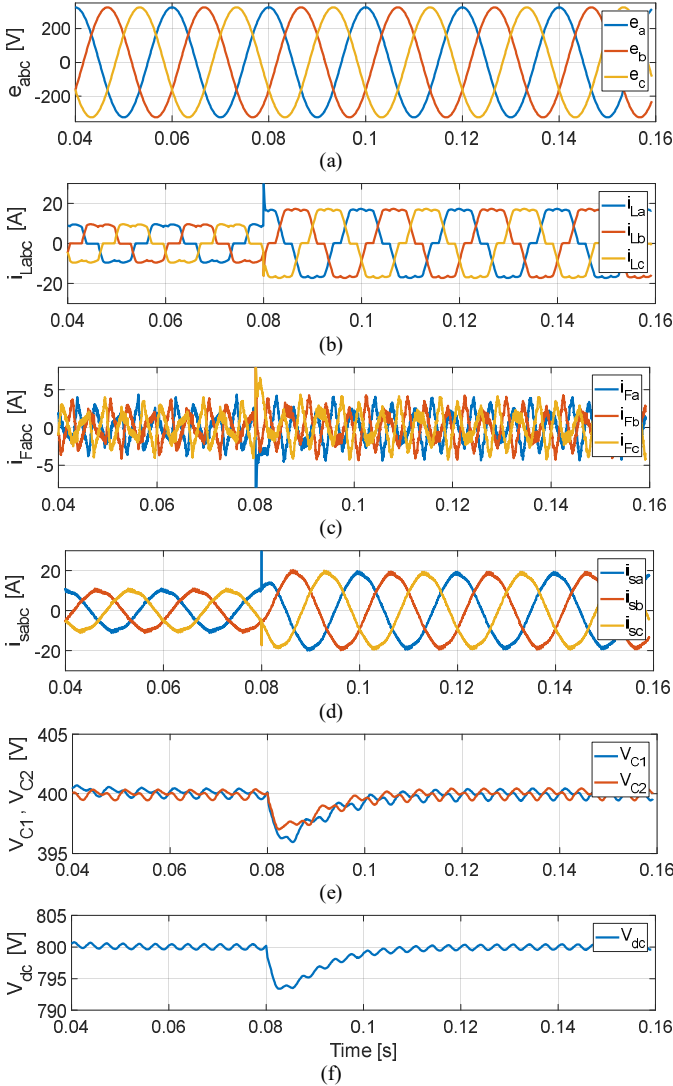 e_abc [V]
200
0
-200
e_a
e_b
e_c
0.04 0.06 0.08 0.1 0.12 0.14 0.16
(a)
i_Labc [A]
20
0
-20
i_La
i_Lb
i_Lc
0.04 0.06 0.08 0.1 0.12 0.14 0.16
(b)
i_Fabc [A]
5
0
-5
i_Fa
i_Fb
i_Fc
0.04 0.06 0.08 0.1 0.12 0.14 0.16
(c)
i_sabc [A]
20
0
-20
i_sa
i_sb
i_sc
0.04 0.06 0.08 0.1 0.12 0.14 0.16
(d)
V_C1 , V_C2 [V]
405
400
395
V_C1
V_C2
0.04 0.06 0.08 0.1 0.12 0.14 0.16
(e)
V_dc [V]
805
800
795
790
V_dc
0.04 0.06 0.08 0.1 0.12 0.14 0.16
Time [s]
(f)